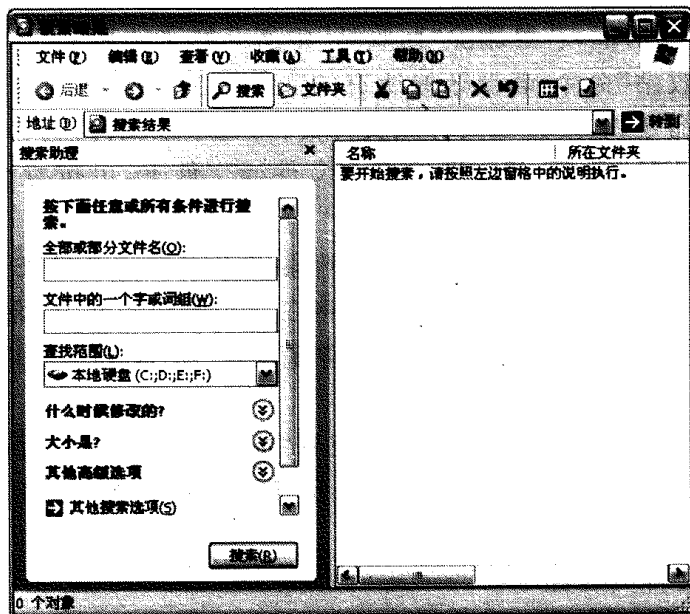 搜索结果
文件(F) 编辑(E) 查看(V) 收藏(A) 工具(T) 帮助(H)
后退 搜索 文件夹
地址(D) 搜索结果 转到
搜索助理
名称 所在文件夹
要开始搜索，请按照左边窗格中的说明执行。
按下面任意或所有条件进行搜
索。
全部或部分文件名(O):
文件中的一个字或词组(W):
查找范围(L):
本地硬盘 (C:;D:;E:;F:)
什么时候修改的?
大小是?
其他高级选项
其他搜索选项(S)
搜索(R)
0 个对象